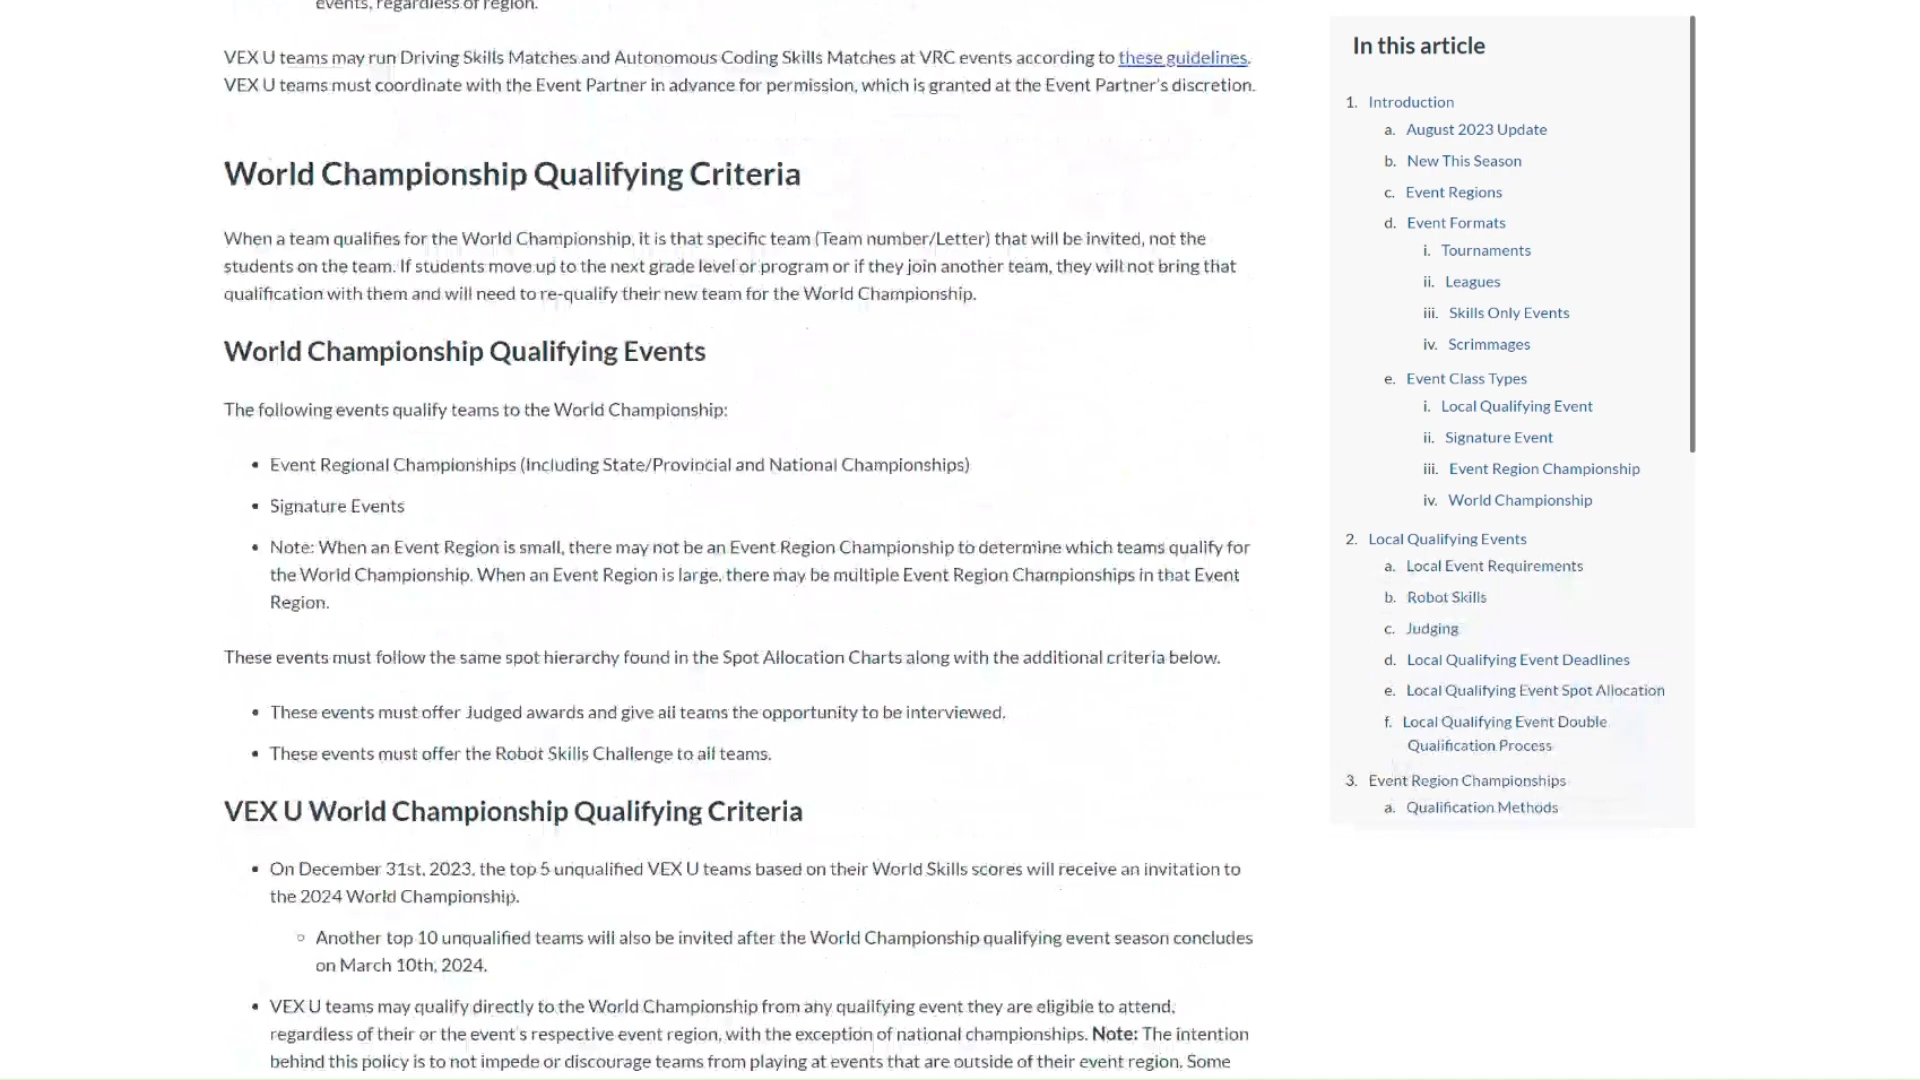 events, regardless of region.
VEX U teams may run Driving Skills Matches and Autonomous Coding Skills Matches at VRC events according to these guidelines.
VEX U teams must coordinate with the Event Partner in advance for permission, which is granted at the Event Partner's discretion.
World Championship Qualifying Criteria
When a team qualifies for the World Championship, it is that specific team (Team number/Letter) that will be invited, not the
students on the team. If students move up to the next grade level or program or if they join another team, they will not bring that
qualification with them and will need to re-qualify their new team for the World Championship.
World Championship Qualifying Events
The following events qualify teams to the World Championship:
• Event Regional Championships (Including State/Provincial and National Championships)
• Signature Events
• Note: When an Event Region is small, there may not be an Event Region Championship to determine which teams qualify for
the World Championship. When an Event Region is large, there may be multiple Event Region Championships in that Event
Region.
These events must follow the same spot hierarchy found in the Spot Allocation Charts along with the additional criteria below.
• These events must offer Judged awards and give all teams the opportunity to be interviewed.
• These events must offer the Robot Skills Challenge to all teams.
VEX U World Championship Qualifying Criteria
• On December 31st, 2023, the top 5 unqualified VEX U teams based on their World Skills scores will receive an invitation to
the 2024 World Championship.
◦ Another top 10 unqualified teams will also be invited after the World Championship qualifying event season concludes
on March 10th, 2024.
• VEX U teams may qualify directly to the World Championship from any qualifying event they are eligible to attend,
regardless of their or the event's respective event region, with the exception of national championships. Note: The intention
behind this policy is to not impede or discourage teams from playing at events that are outside of their event region. Some
In this article
1. Introduction
a. August 2023 Update
b. New This Season
c. Event Regions
d. Event Formats
i. Tournaments
ii. Leagues
iii. Skills Only Events
iv. Scrimmages
e. Event Class Types
i. Local Qualifying Event
ii. Signature Event
iii. Event Region Championship
iv. World Championship
2. Local Qualifying Events
a. Local Event Requirements
b. Robot Skills
c. Judging
d. Local Qualifying Event Deadlines
e. Local Qualifying Event Spot Allocation
f. Local Qualifying Event Double
Qualification Process
3. Event Region Championships
a. Qualification Methods